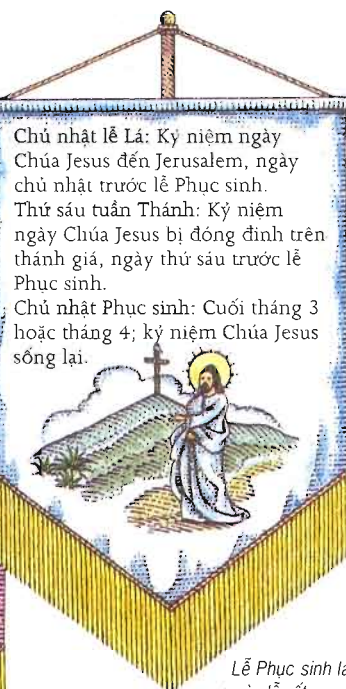 Chủ nhật lễ Lá: Kỷ niệm ngày
Chúa Jesus đến Jerusalem, ngày
chủ nhật trước lễ Phục sinh.
Thứ sáu tuần Thánh: Kỷ niệm
ngày Chúa Jesus bị đóng đinh trên
thánh giá, ngày thứ sáu trước lễ
Phục sinh.
Chủ nhật Phục sinh: Cuối tháng 3
hoặc tháng 4; kỷ niệm Chúa Jesus
sống lại.
Lễ Phục sinh là